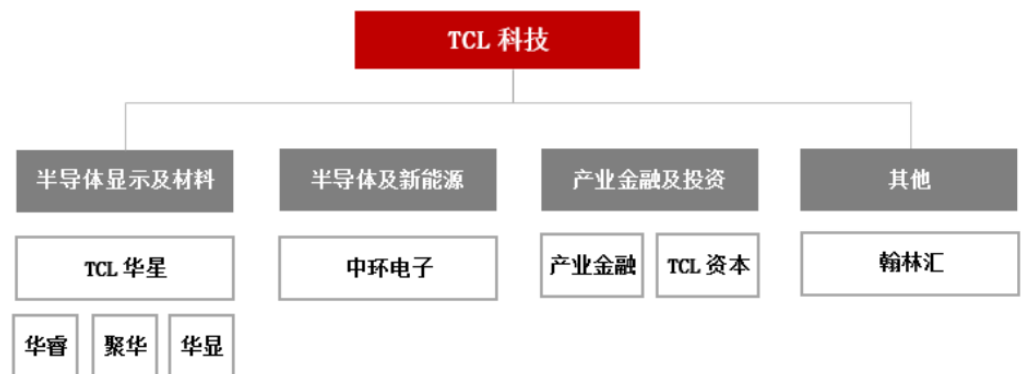 TCL 科技
半导体显示及材料
半导体及新能源
产业金融及投资
其他
TCL 华星
中环电子
产业金融
TCL 资本
翰林汇
华睿
聚华
华显